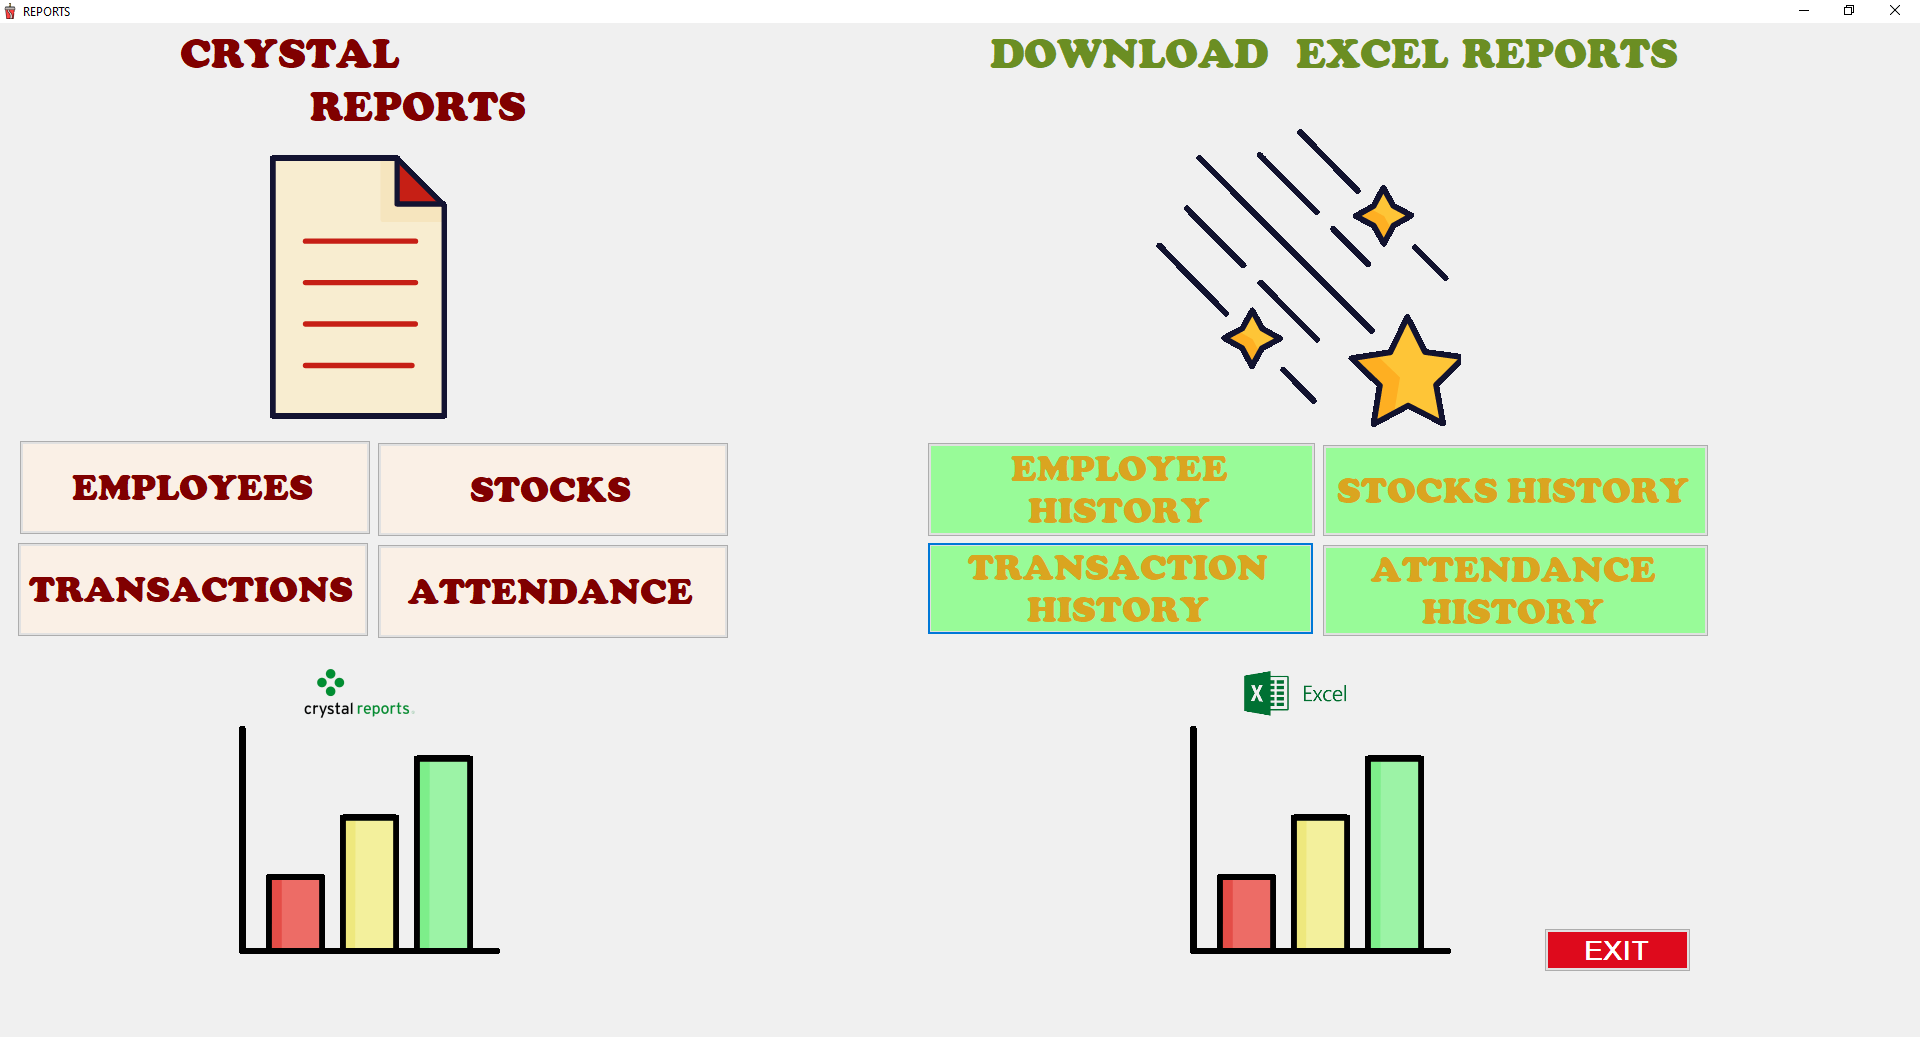 REPORTS
CRYSTAL
REPORTS
DOWNLOAD  EXCEL REPORTS
EMPLOYEES
STOCKS
TRANSACTIONS
ATTENDANCE
EMPLOYEE
HISTORY
STOCKS HISTORY
TRANSACTION
HISTORY
ATTENDANCE
HISTORY
crystal reports
X Excel
EXIT